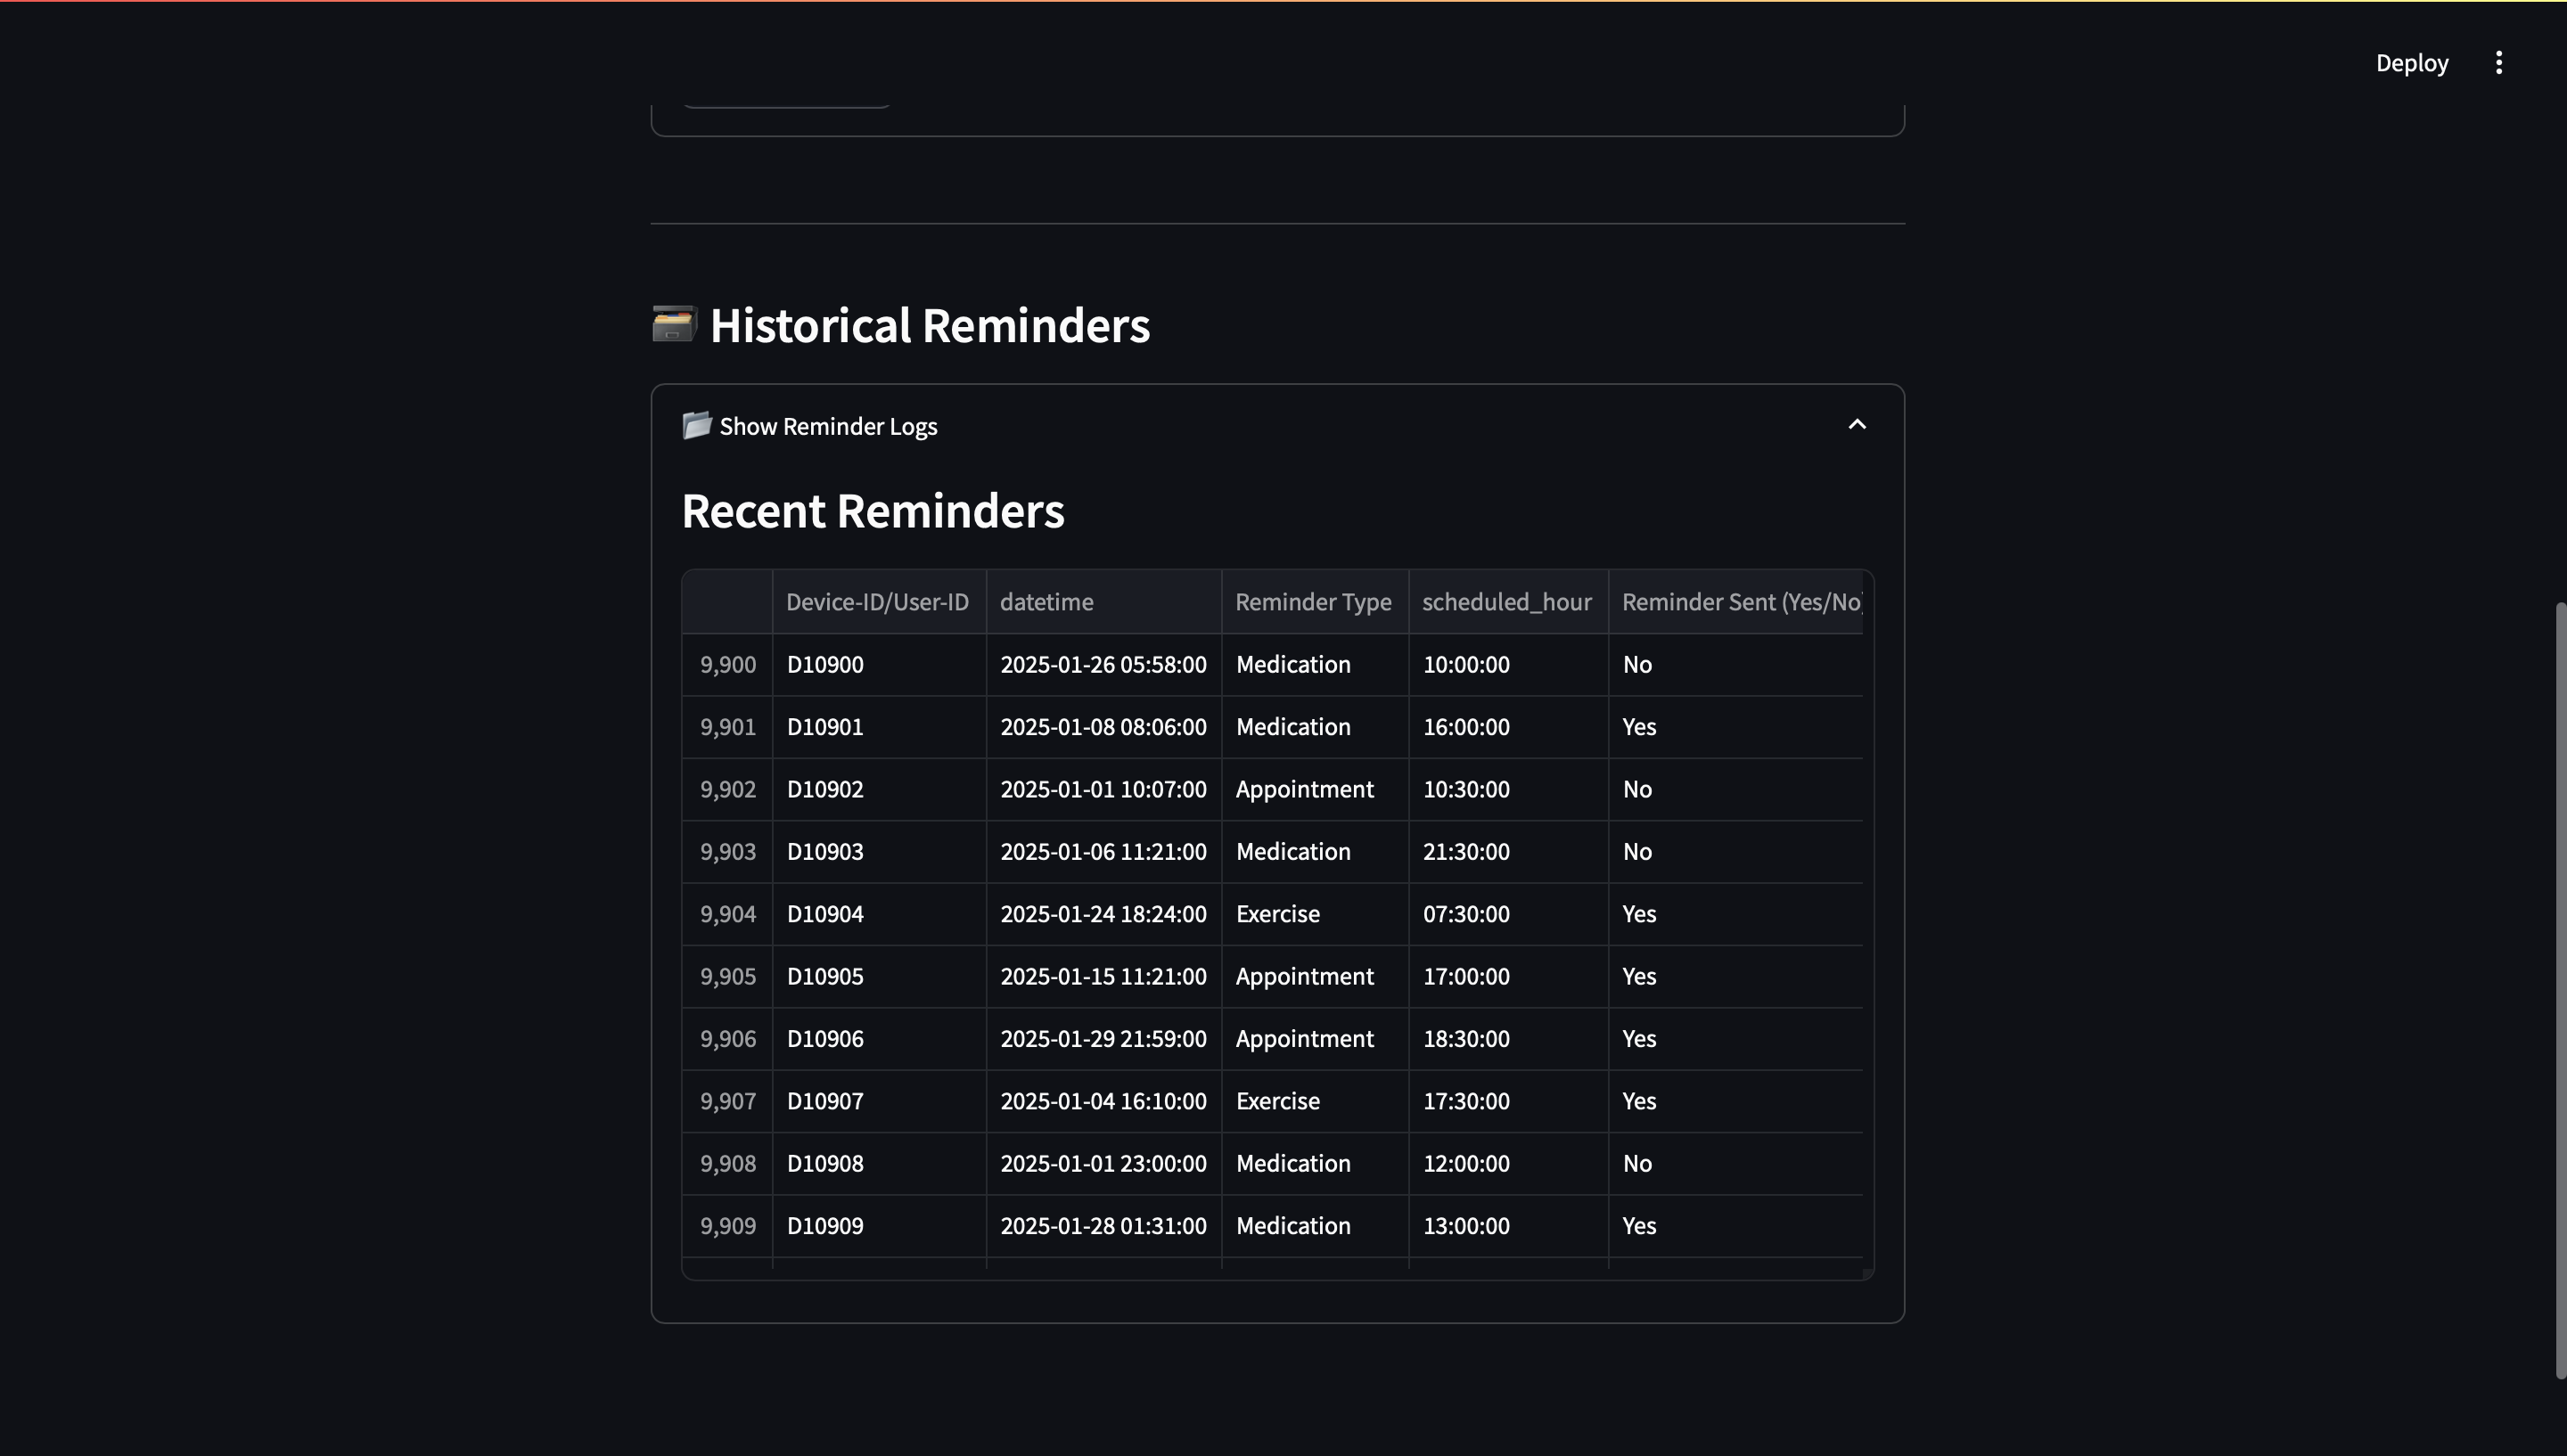 Deploy
Historical Reminders
Show Reminder Logs
Recent Reminders
Device-ID/User-ID datetime Reminder Type scheduled_hour Reminder Sent (Yes/No)
9,900 D10900 2025-01-26 05:58:00 Medication 10:00:00 No
9,901 D10901 2025-01-08 08:06:00 Medication 16:00:00 Yes
9,902 D10902 2025-01-01 10:07:00 Appointment 10:30:00 No
9,903 D10903 2025-01-06 11:21:00 Medication 21:30:00 No
9,904 D10904 2025-01-24 18:24:00 Exercise 07:30:00 Yes
9,905 D10905 2025-01-15 11:21:00 Appointment 17:00:00 Yes
9,906 D10906 2025-01-29 21:59:00 Appointment 18:30:00 Yes
9,907 D10907 2025-01-04 16:10:00 Exercise 17:30:00 Yes
9,908 D10908 2025-01-01 23:00:00 Medication 12:00:00 No
9,909 D10909 2025-01-28 01:31:00 Medication 13:00:00 Yes